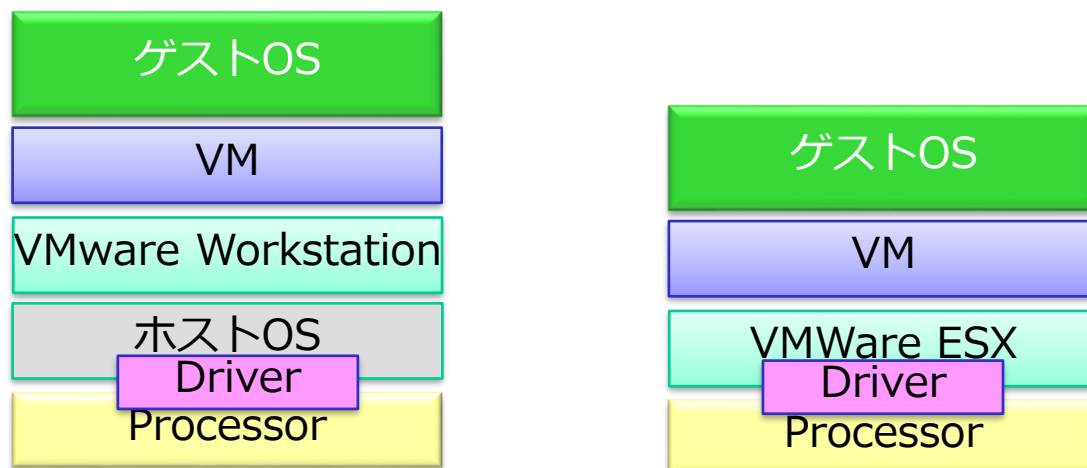 ゲストOS
VM
VMware Workstation
ホストOS
Driver
Processor
ゲストOS
VM
VMWare ESX
Driver
Processor